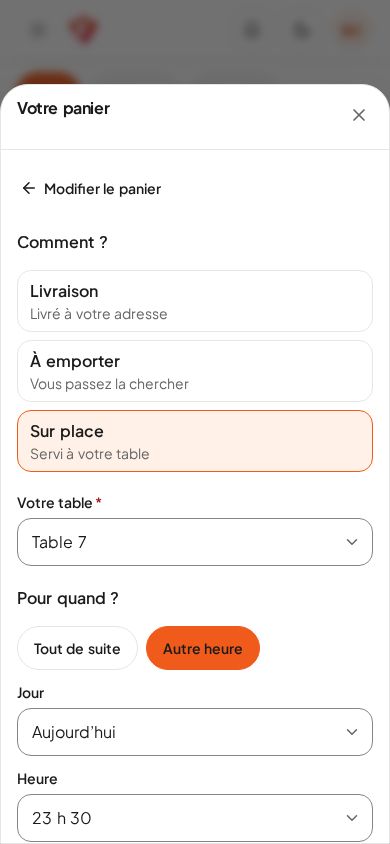 Votre panier
Modifier le panier
Comment ?
Livraison
Livré à votre adresse
À emporter
Vous passez la chercher
Sur place
Servi à votre table
Votre table *
Table 7
Pour quand ?
Tout de suite
Autre heure
Jour
Aujourd’hui
Heure
23 h 30